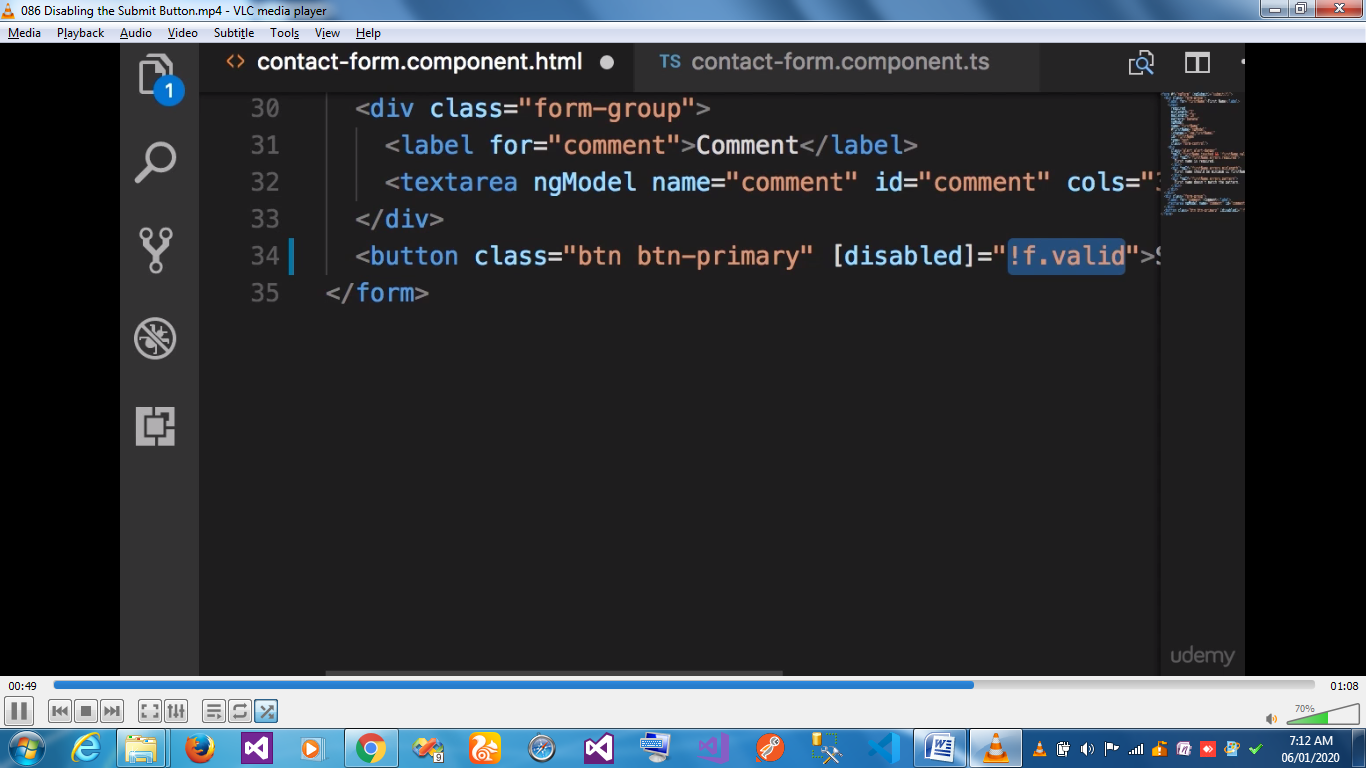 086 Disabling the Submit Button.mp4 - VLC media player
Media Playback Audio Video Subtitle Tools View Help
1
<> contact-form.component.html
TS contact-form.component.ts
30 <div class="form-group">
31 <label for="comment">Comment</label>
32 <textarea ngModel name="comment" id="comment" cols="3
33 </div>
34 <button class="btn btn-primary" [disabled]="!f.valid">S
35 </form>
udemy
00:49
01:08
70%
9
7:12 AM
06/01/2020